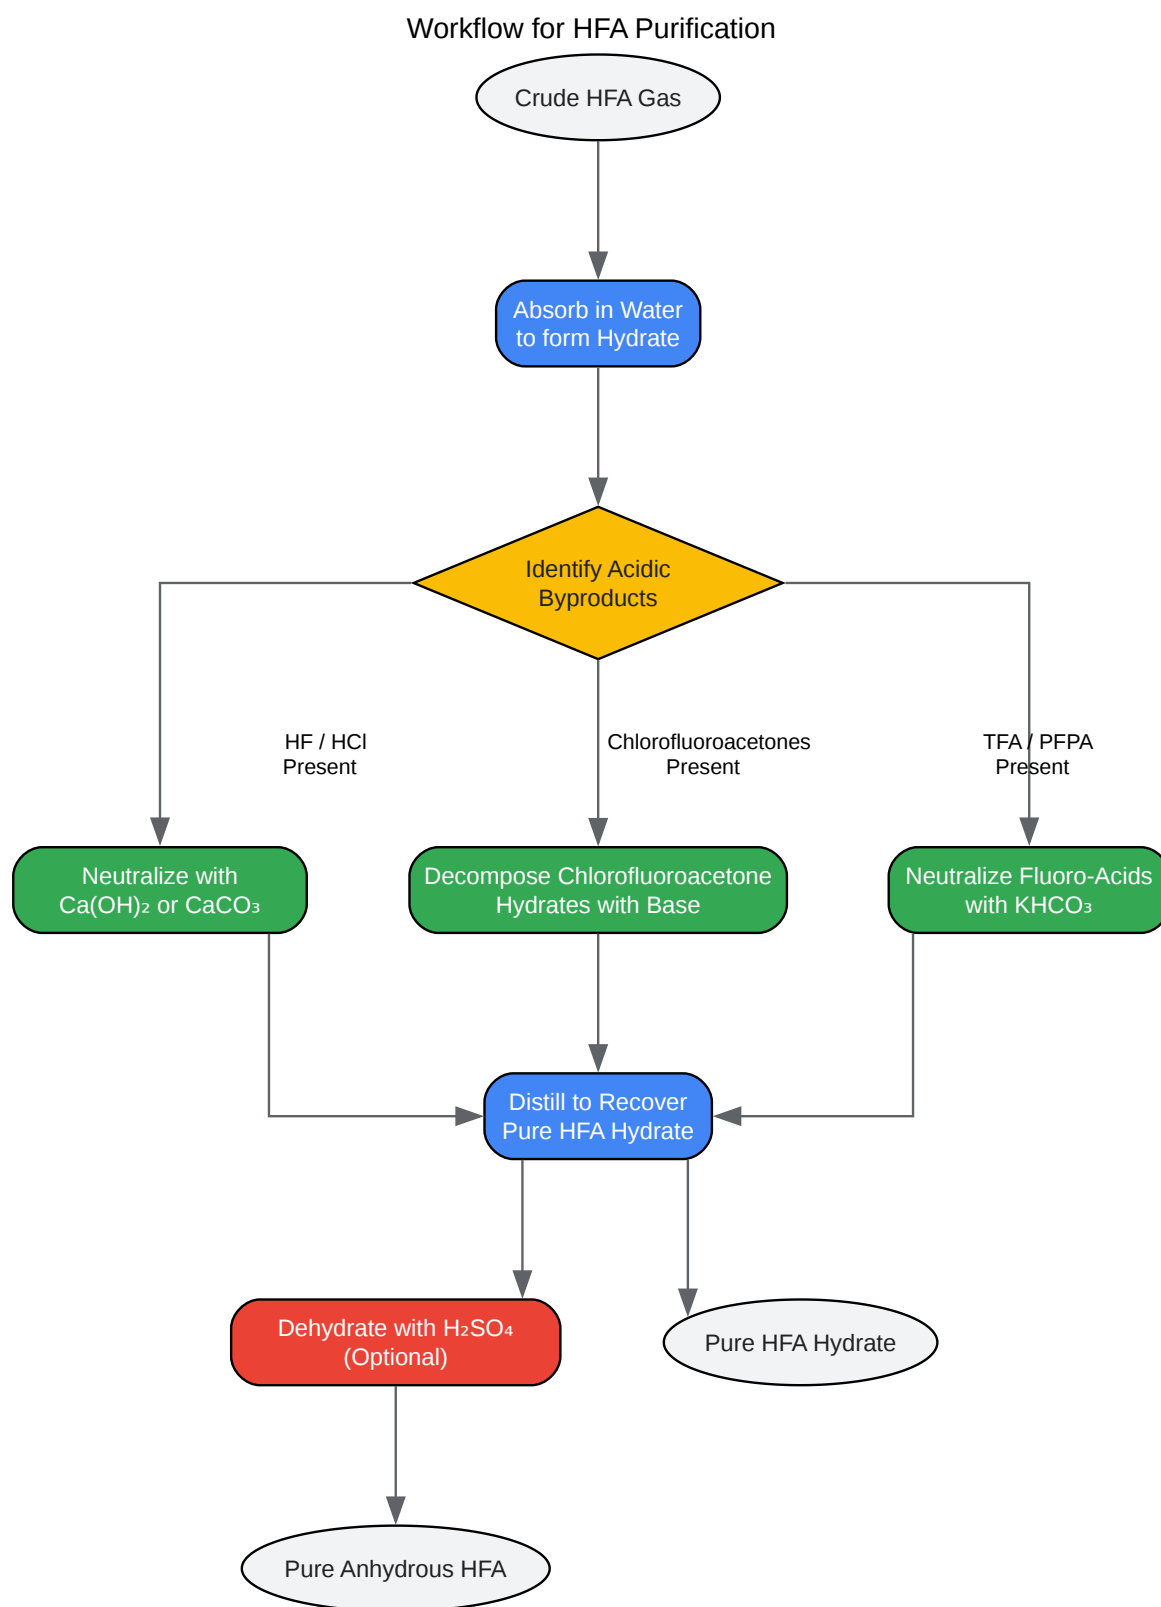 Workflow for HFA Purification
Crude HFA Gas
Absorb in Water
to form Hydrate
Identify Acidic
Byproducts
HF / HCl
Present
Chlorofluoroacetones
Present
TFA / PFPA
Present
Neutralize with
Ca(OH)₂ or CaCO₃
Decompose Chlorofluoroacetone
Hydrates with Base
Neutralize Fluoro-Acids
with KHCO₃
Distill to Recover
Pure HFA Hydrate
Dehydrate with H₂SO₄
(Optional)
Pure HFA Hydrate
Pure Anhydrous HFA